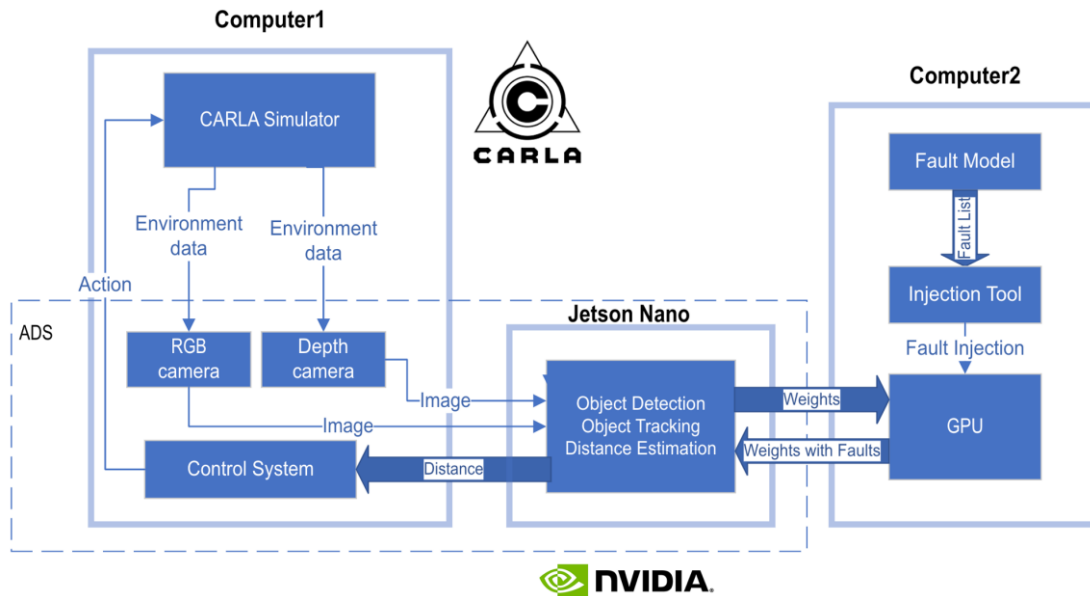 Computer1
CARLA Simulator
Environment
data
Environment
data
Action
ADS
RGB
camera
Depth
camera
Image
Image
Control System
Distance
C
CARLA
Jetson Nano
Object Detection
Object Tracking
Distance Estimation
Weights
Weights with Faults
Computer2
Fault Model
Fault List
Injection Tool
Fault Injection
GPU
NVIDIA.